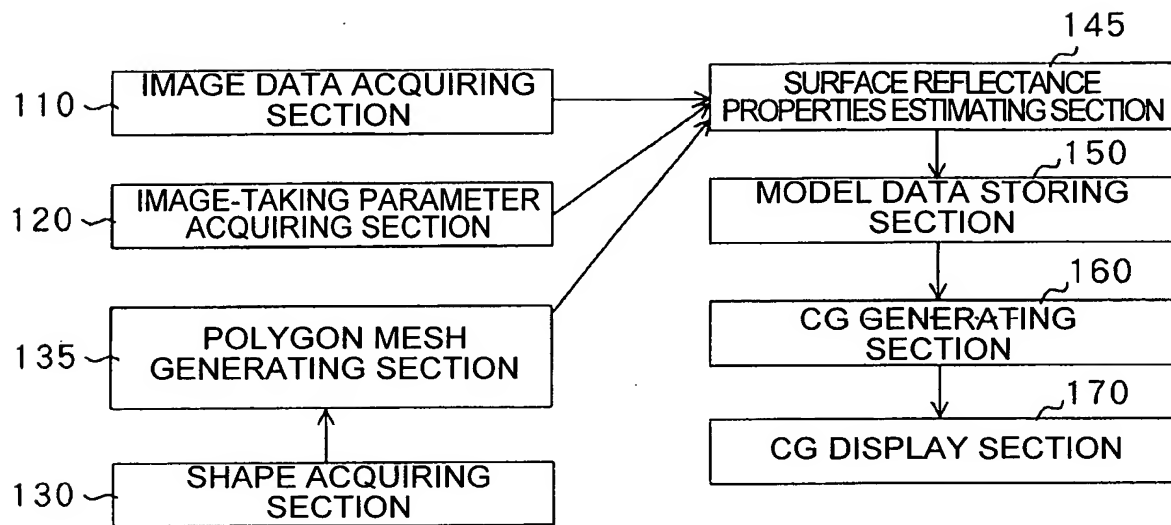 110
IMAGE DATA ACQUIRING
SECTION
120
IMAGE-TAKING PARAMETER
ACQUIRING SECTION
135
POLYGON MESH
GENERATING SECTION
130
SHAPE ACQUIRING
SECTION
145
SURFACE REFLECTANCE
PROPERTIES ESTIMATING SECTION
150
MODEL DATA STORING
SECTION
160
CG GENERATING
SECTION
170
CG DISPLAY SECTION